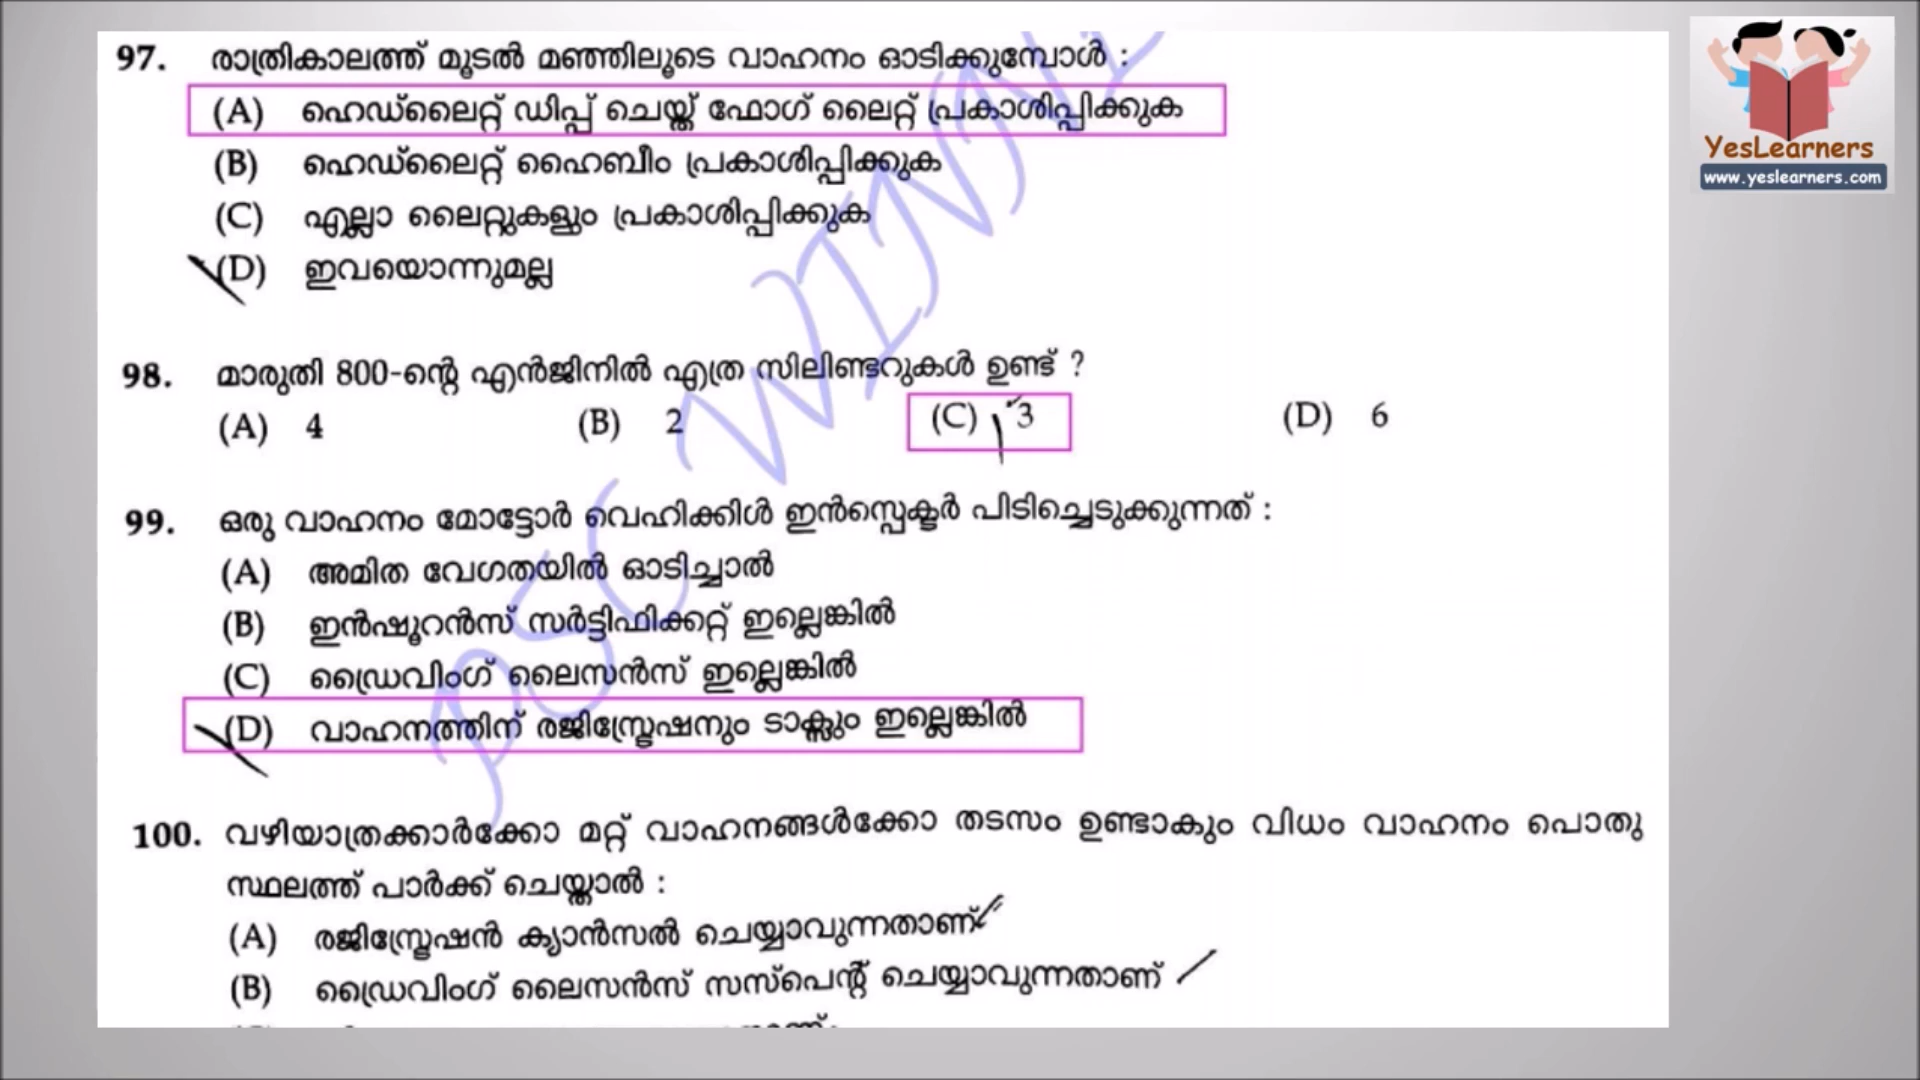 97. രാത്രികാലത്ത് മൂടൽ മഞ്ഞിലൂടെ വാഹനം ഓടിക്കുമ്പോൾ :
(A) ഹെഡ്ലൈറ്റ് ഡിപ്പ് ചെയ്ത് ഫോഗ് ലൈറ്റ് പ്രകാശിപ്പിക്കുക
(B) ഹെഡ്ലൈറ്റ് ഹൈബീം പ്രകാശിപ്പിക്കുക
(C) എല്ലാ ലൈറ്റുകളും പ്രകാശിപ്പിക്കുക
(D) ഇവയൊന്നുമല്ല
98. മാരുതി 800-ന്റെ എൻജിനിൽ എത്ര സിലിണ്ടറുകൾ ഉണ്ട് ?
(A) 4 (B) 2 (C) 3 (D) 6
99. ഒരു വാഹനം മോട്ടോർ വെഹിക്കിൾ ഇൻസ്പെക്ടർ പിടിച്ചെടുക്കുന്നത് :
(A) അമിത വേഗതയിൽ ഓടിച്ചാൽ
(B) ഇൻഷൂറൻസ് സർട്ടിഫിക്കറ്റ് ഇല്ലെങ്കിൽ
(C) ഡ്രൈവിംഗ് ലൈസൻസ് ഇല്ലെങ്കിൽ
(D) വാഹനത്തിന് രജിസ്ട്രേഷനും ടാക്സും ഇല്ലെങ്കിൽ
100. വഴിയാത്രക്കാർക്കോ മറ്റ് വാഹനങ്ങൾക്കോ തടസം ഉണ്ടാകും വിധം വാഹനം പൊതു
സ്ഥലത്ത് പാർക്ക് ചെയ്താൽ :
(A) രജിസ്ട്രേഷൻ ക്യാൻസൽ ചെയ്യാവുന്നതാണ്
(B) ഡ്രൈവിംഗ് ലൈസൻസ് സസ്പെന്റ് ചെയ്യാവുന്നതാണ്
PSC
YesLearners
www.yeslearners.com